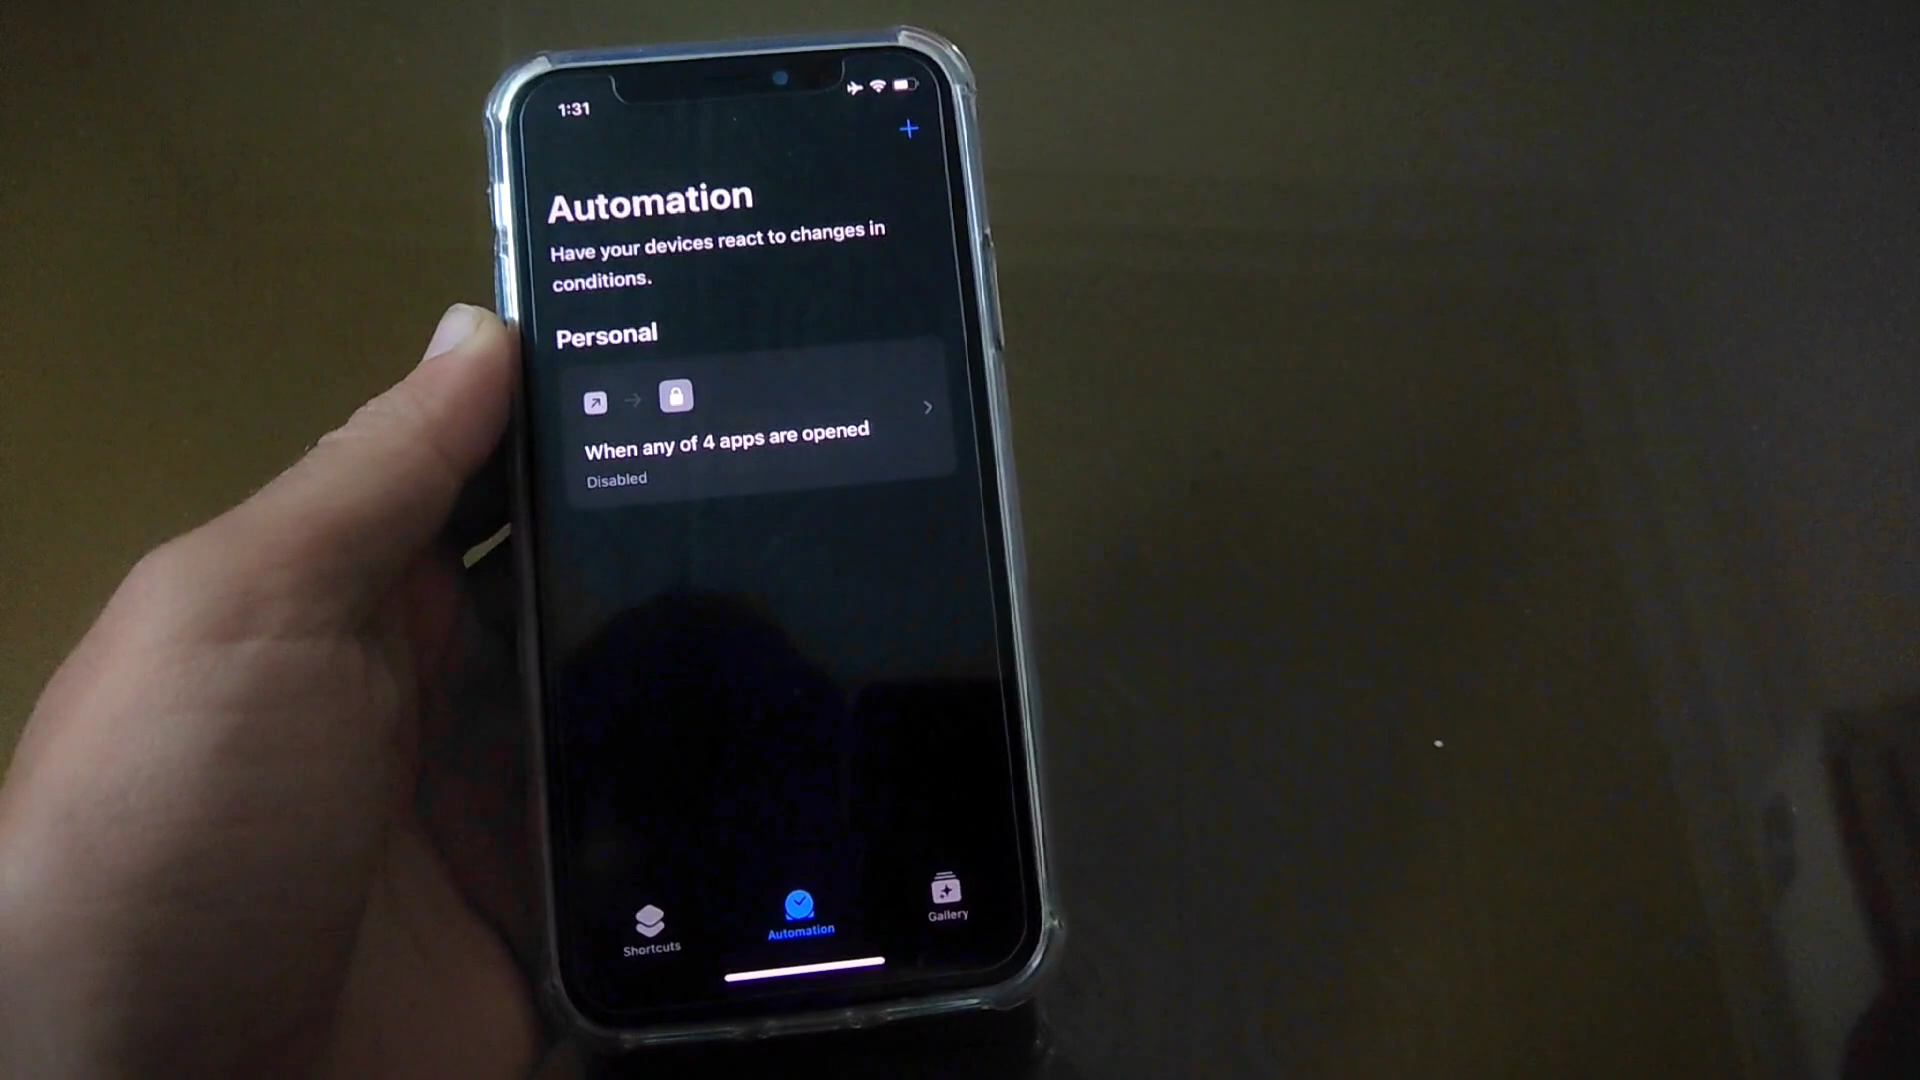 1:31
Automation
Have your devices react to changes in
conditions.
Personal
When any of 4 apps are opened
Disabled
Shortcuts
Automation
Gallery